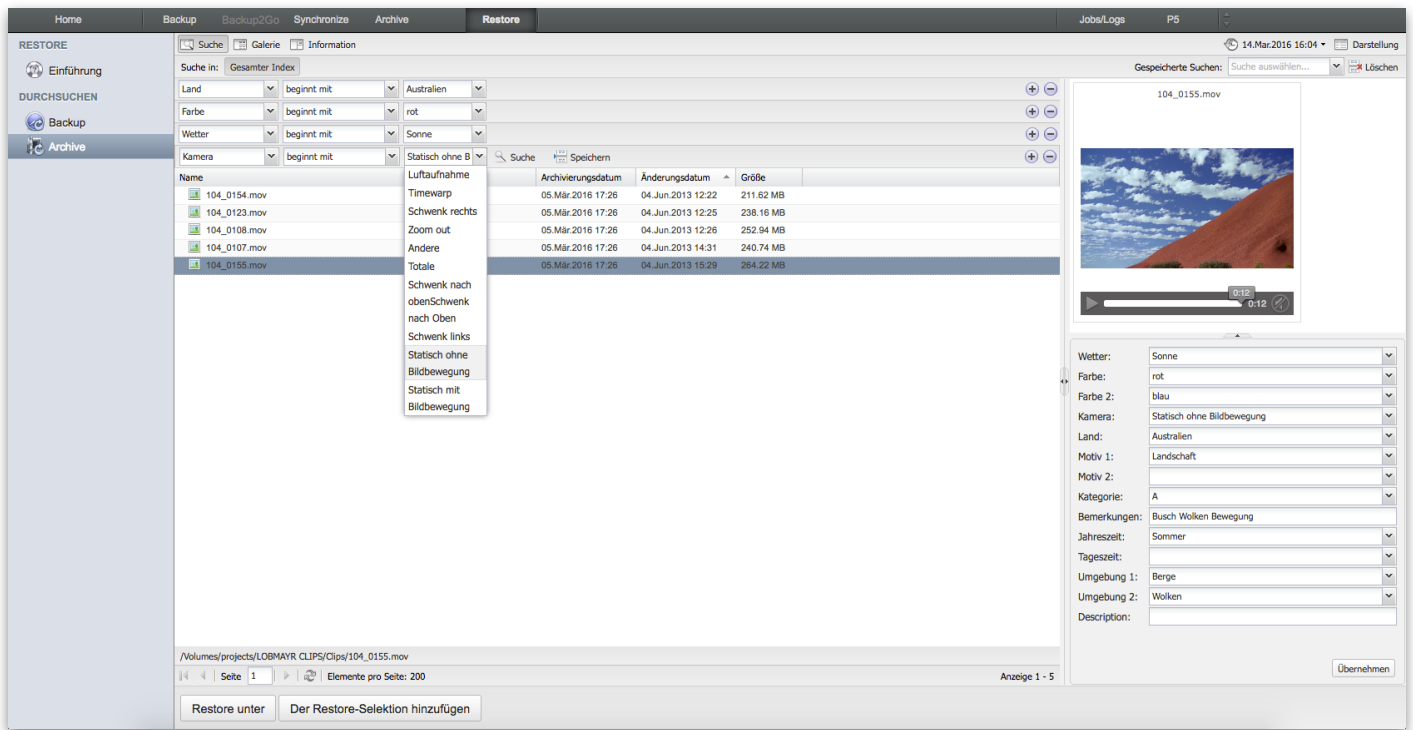 Home Backup Backup2Go Synchronize Archive Restore Jobs/Logs P5
RESTORE
Einführung
DURCHSUCHEN
Backup
Archive
Suche Galerie Information 14.Mar.2016 16:04 Darstellung
Suche in: Gesamter Index Gespeicherte Suchen: Suche auswählen... Löschen
Land beginnt mit Australien
Farbe beginnt mit rot
Wetter beginnt mit Sonne
Kamera beginnt mit Statisch ohne B Suche Speichern
Luftaufnahme
Timewarp
Schwenk rechts
Zoom out
Andere
Totale
Schwenk nach
obenSchwenk
nach Oben
Schwenk links
Statisch ohne
Bildbewegung
Statisch mit
Bildbewegung
Name Archivierungsdatum Änderungsdatum Größe
104_0154.mov 05.Mär.2016 17:26 04.Jun.2013 12:22 211.62 MB
104_0123.mov 05.Mär.2016 17:26 04.Jun.2013 12:25 238.16 MB
104_0108.mov 05.Mär.2016 17:26 04.Jun.2013 12:26 252.94 MB
104_0107.mov 05.Mär.2016 17:26 04.Jun.2013 14:31 240.74 MB
104_0155.mov 05.Mär.2016 17:26 04.Jun.2013 15:29 264.22 MB
/Volumes/projects/LOBMAYR CLIPS/Clips/104_0155.mov
Seite 1 Elemente pro Seite: 200 Anzeige 1 - 5
Restore unter Der Restore-Selektion hinzufügen
104_0155.mov
0:12
0:12
Wetter: Sonne
Farbe: rot
Farbe 2: blau
Kamera: Statisch ohne Bildbewegung
Land: Australien
Motiv 1: Landschaft
Motiv 2:
Kategorie: A
Bemerkungen: Busch Wolken Bewegung
Jahreszeit: Sommer
Tageszeit:
Umgebung 1: Berge
Umgebung 2: Wolken
Description:
Übernehmen